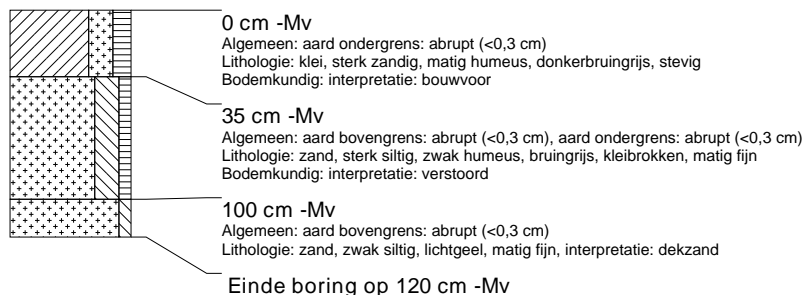 0 cm -Mv
Algemeen: aard ondergrens: abrupt (<0,3 cm)
Lithologie: klei, sterk zandig, matig humeus, donkerbruingrijs, stevig
Bodemkundig: interpretatie: bouwvoor
35 cm -Mv
Algemeen: aard bovengrens: abrupt (<0,3 cm), aard ondergrens: abrupt (<0,3 cm)
Lithologie: zand, sterk siltig, zwak humeus, bruingrijs, kleibrokken, matig fijn
Bodemkundig: interpretatie: verstoord
100 cm -Mv
Algemeen: aard bovengrens: abrupt (<0,3 cm)
Lithologie: zand, zwak siltig, lichtgeel, matig fijn, interpretatie: dekzand
Einde boring op 120 cm -Mv